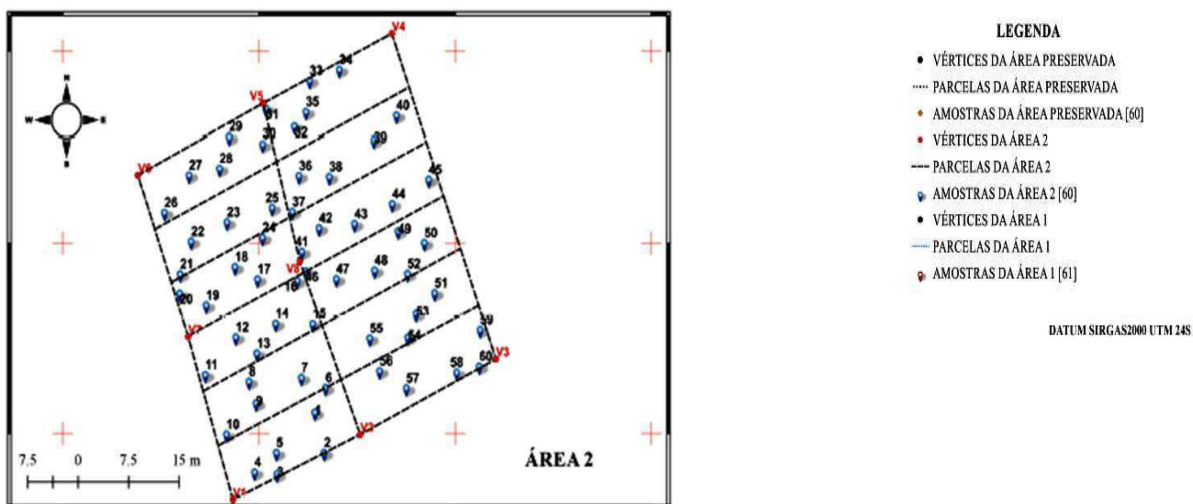 V4
34
33
V5
31
35
40
32
29
30
39
28
27
V6
36
38
45
26
25
37
44
23
42
43
24
22
49
50
41
18
V8
21
46
48
52
17
16
47
20
19
51
15
53
14
59
12
55
54
V7
13
V3
60
11
7
56
58
8
6
57
9
1
10
V2
5
2
4
3
V1
N
W
E
S
7.5 0 7.5 15 m
ÁREA 2
LEGENDA
VÉRTICES DA ÁREA PRESERVADA
PARCELAS DA ÁREA PRESERVADA
AMOSTRAS DA ÁREA PRESERVADA [60]
VÉRTICES DA ÁREA 2
PARCELAS DA ÁREA 2
AMOSTRAS DA ÁREA 2 [60]
VÉRTICES DA ÁREA 1
PARCELAS DA ÁREA 1
AMOSTRAS DA ÁREA 1 [61]
DATUM SIRGAS2000 UTM 24S